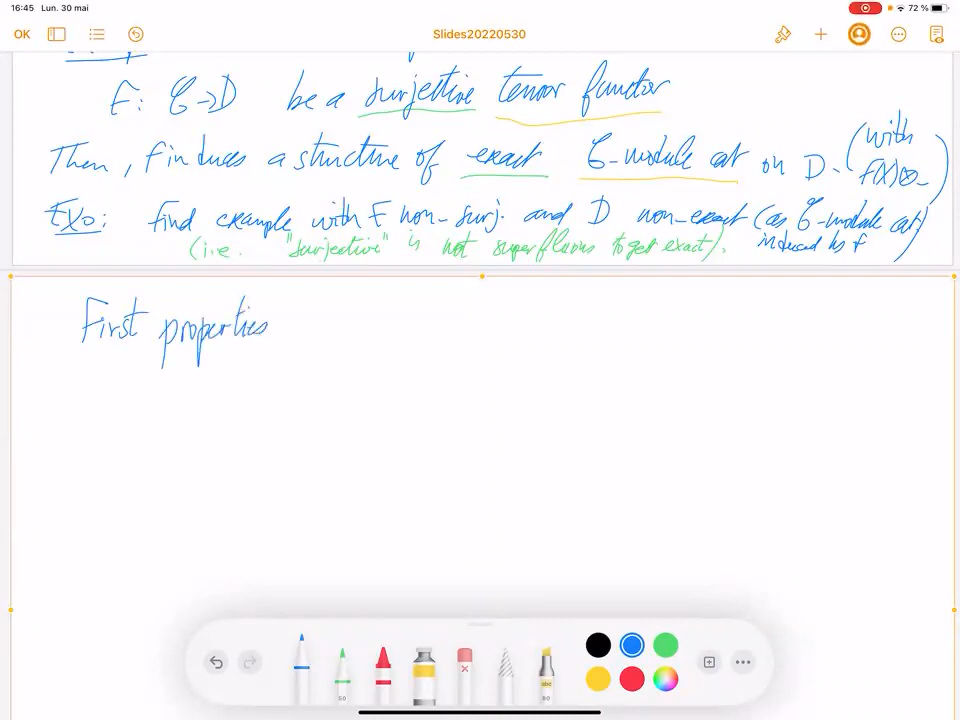 16:45 Lun. 30 mai 72 %
OK Slides20220530
F: C → D be a surjective tensor functor
Then, F induces a structure of exact C-module cat on D. (with F(X)⊗-)
EXO: Find example with F non-surj. and D non-exact (as C-module cat) induced by F
(i.e. "surjective" is not superfluous to get exact).
First properties
50
80